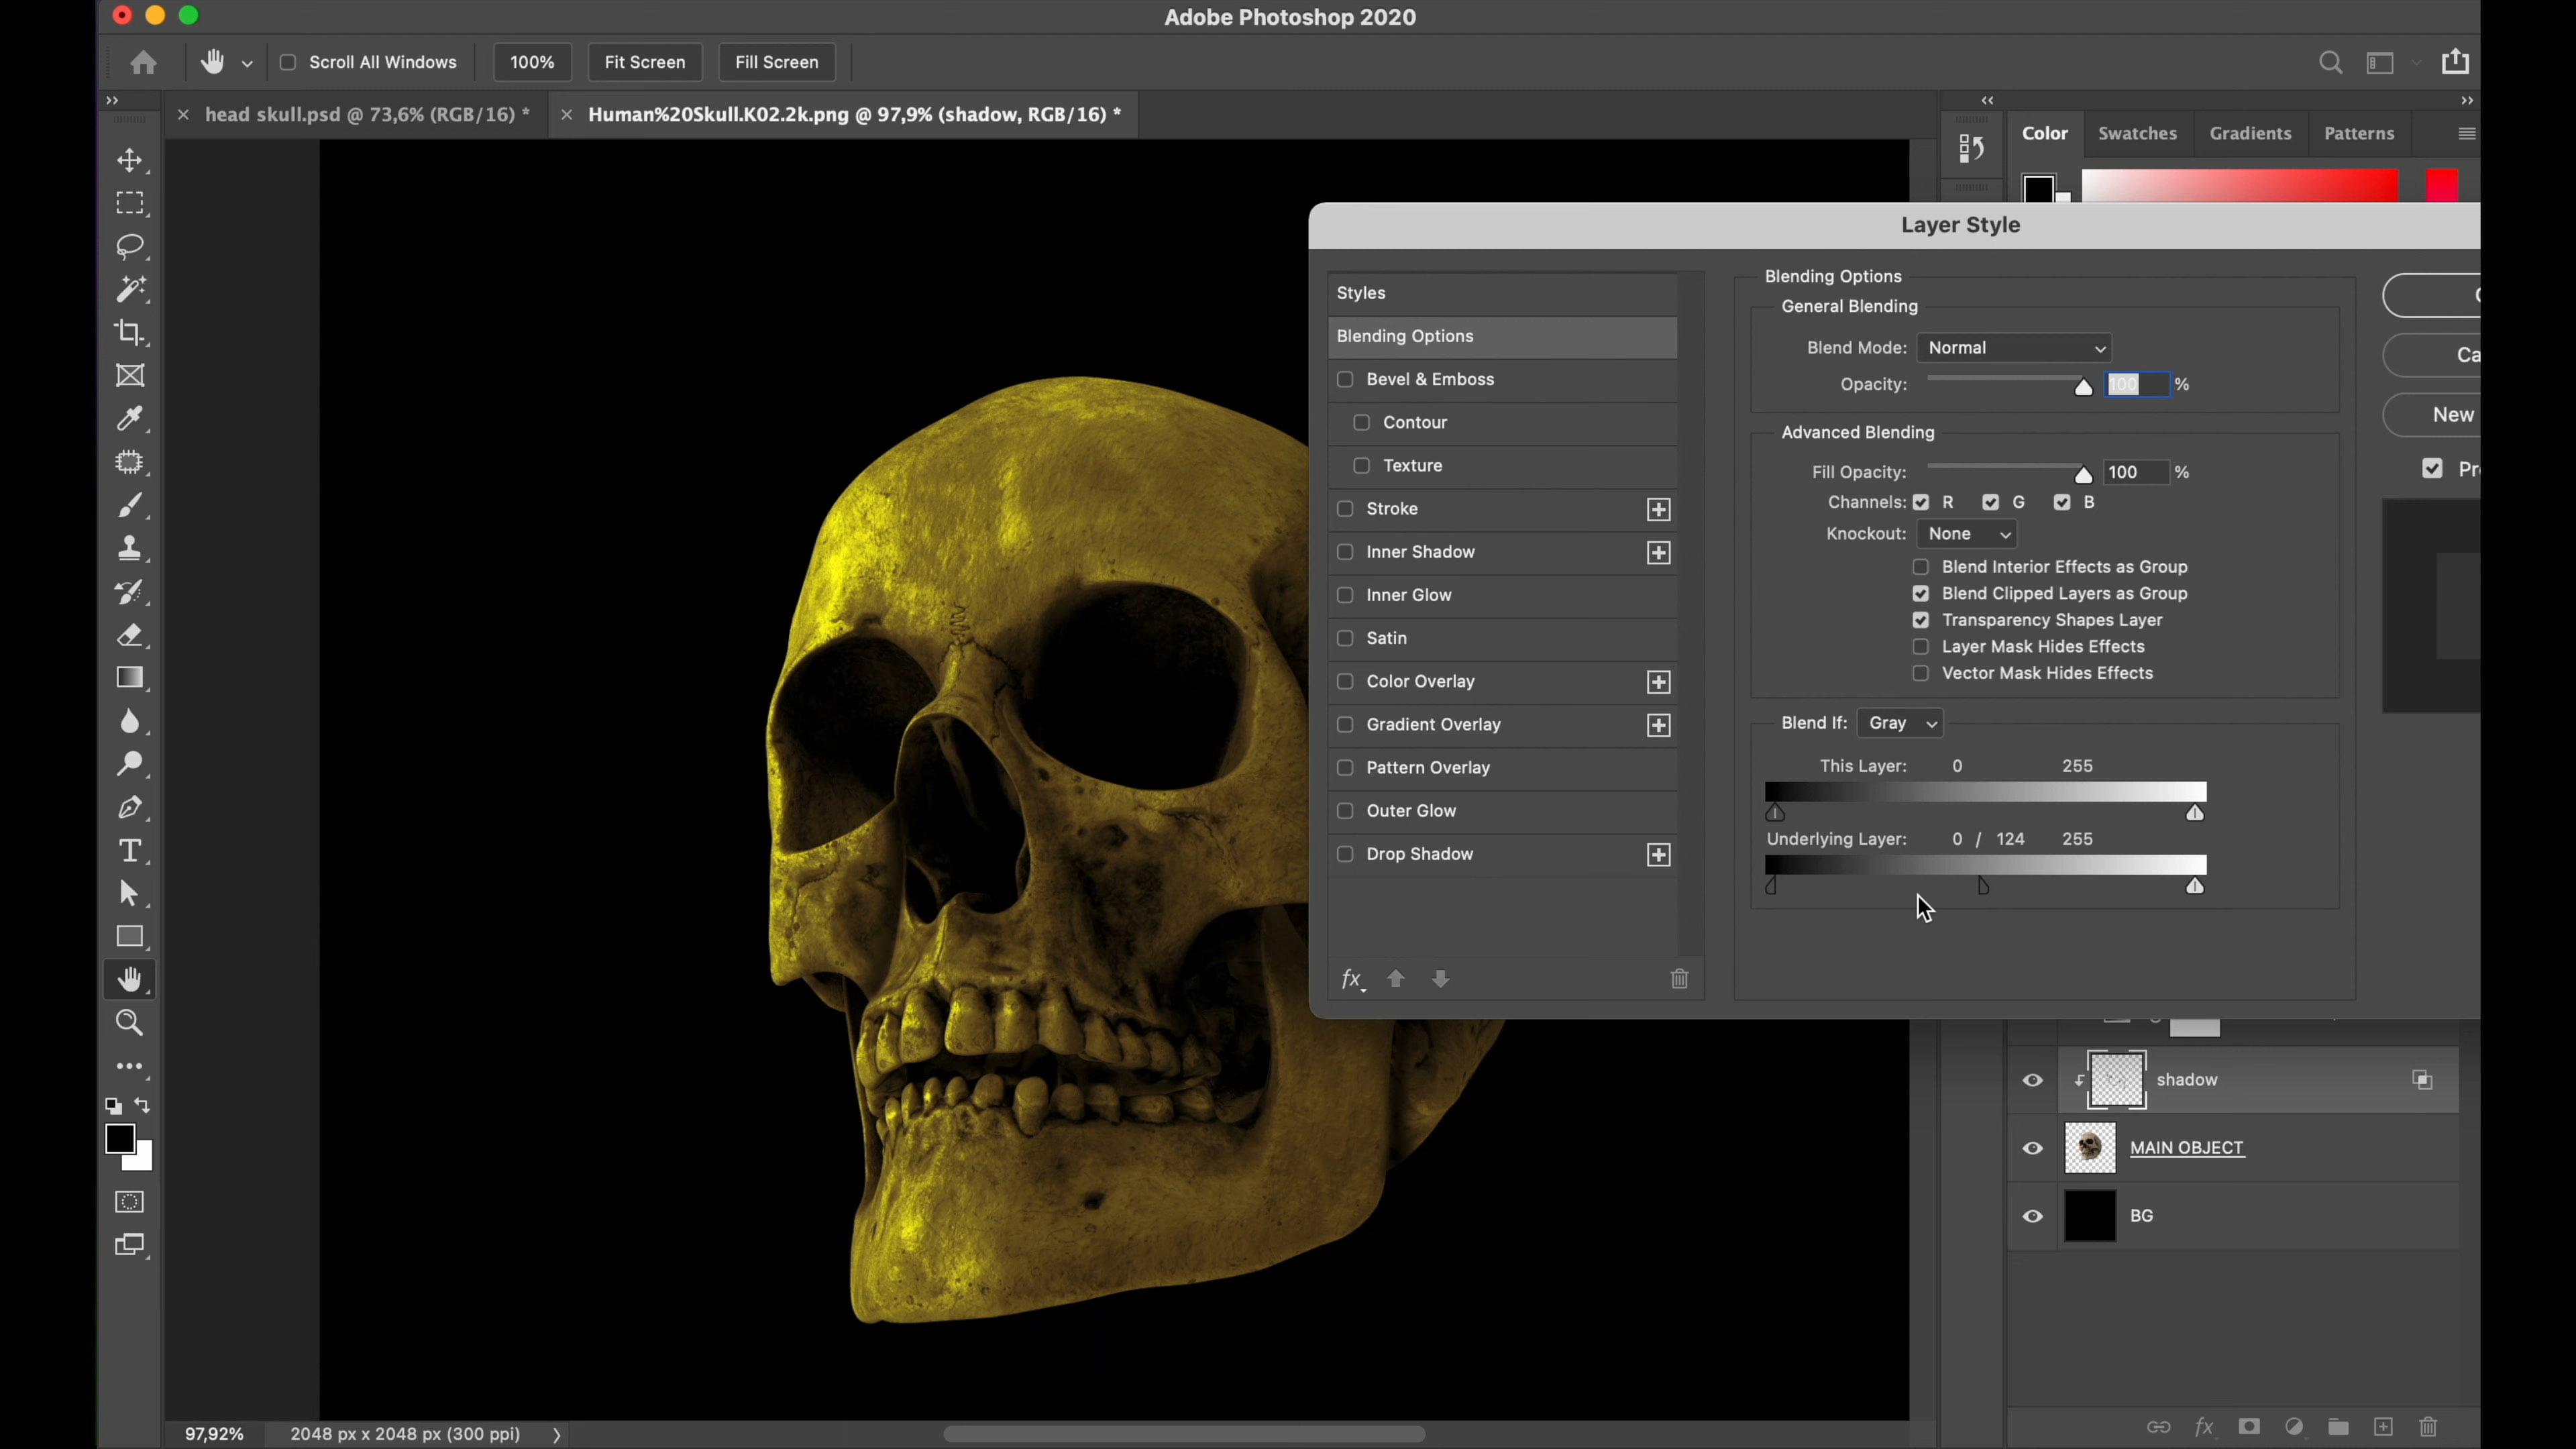 Adobe Photoshop 2020
Scroll All Windows 100% Fit Screen Fill Screen
head skull.psd @ 73,6% (RGB/16) * Human%20Skull.K02.2k.png @ 97,9% (shadow, RGB/16) *
Color Swatches Gradients Patterns
Layer Style
Styles
Blending Options
Bevel & Emboss
Contour
Texture
Stroke
Inner Shadow
Inner Glow
Satin
Color Overlay
Gradient Overlay
Pattern Overlay
Outer Glow
Drop Shadow
fx
Blending Options
General Blending
Blend Mode: Normal
Opacity: 100 %
Advanced Blending
Fill Opacity: 100 %
Channels: R G B
Knockout: None
Blend Interior Effects as Group
Blend Clipped Layers as Group
Transparency Shapes Layer
Layer Mask Hides Effects
Vector Mask Hides Effects
Blend If: Gray
This Layer: 0 255
Underlying Layer: 0 / 124 255
Ca
New
shadow
MAIN OBJECT
BG
fx
97,92% 2048 px x 2048 px (300 ppi)